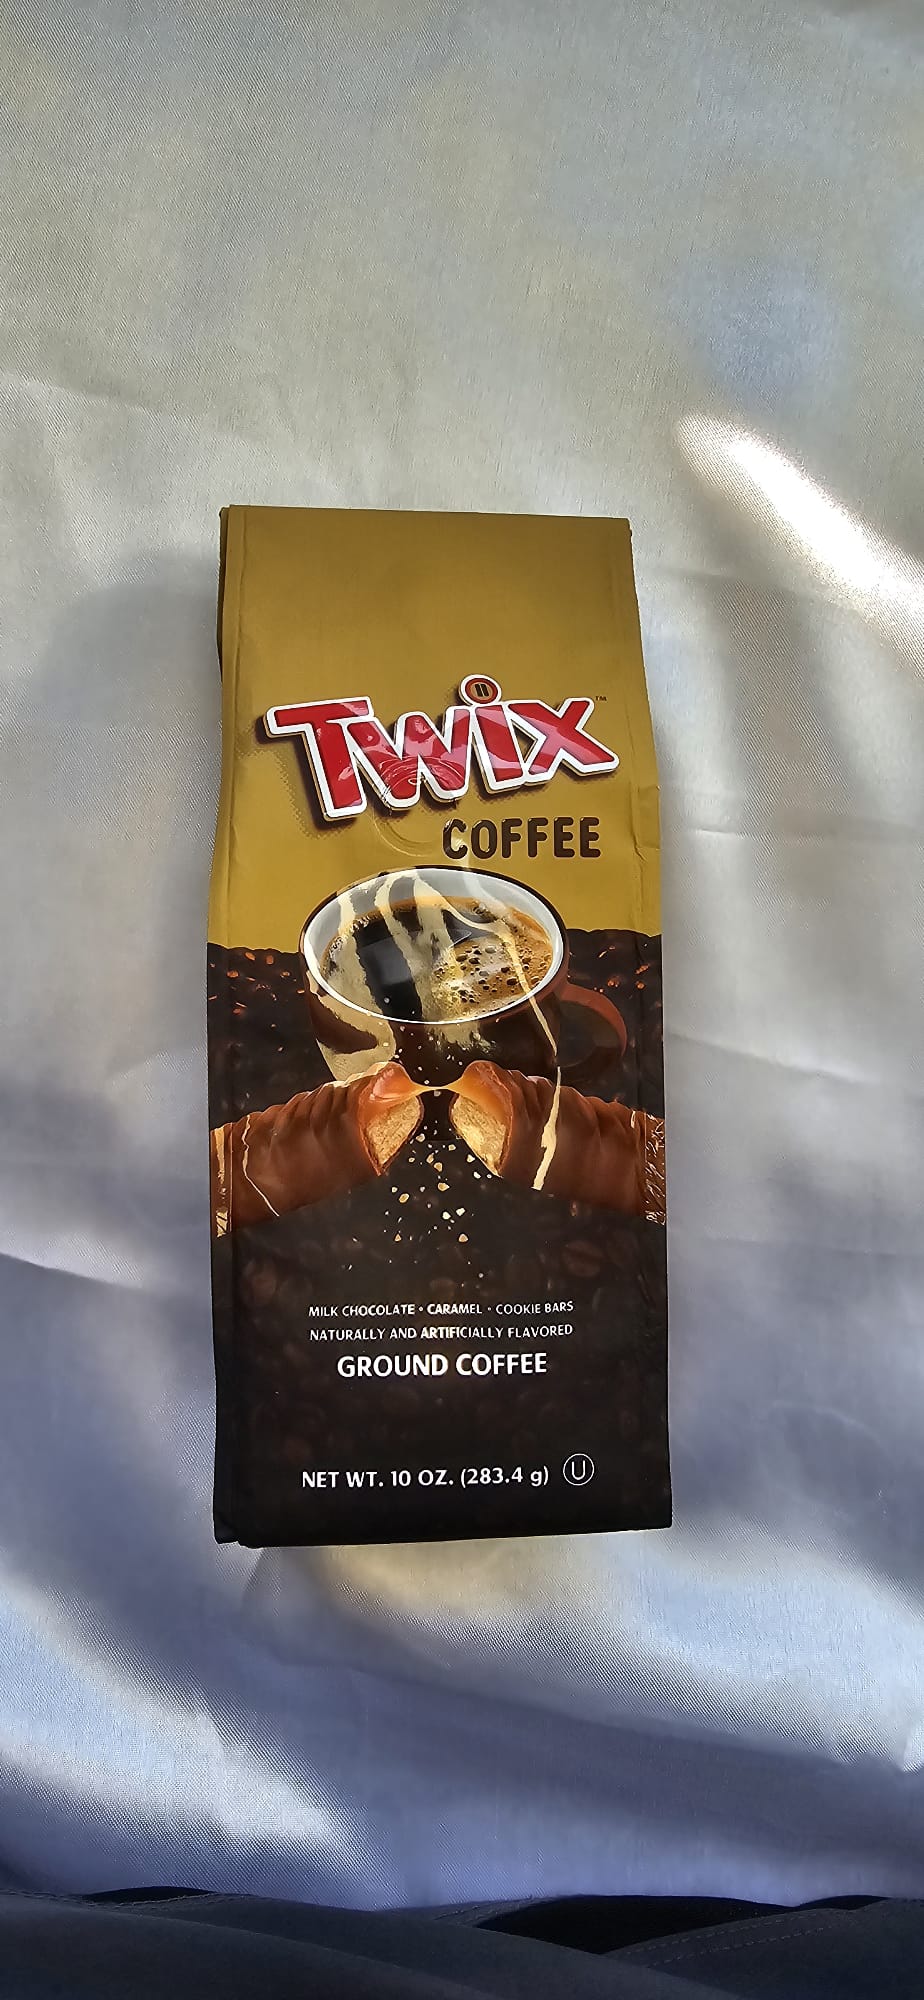 TWIX™
COFFEE
MILK CHOCOLATE • CARAMEL • COOKIE BARS
NATURALLY AND ARTIFICIALLY FLAVORED
GROUND COFFEE
NET WT. 10 OZ. (283.4 g) Ⓤ